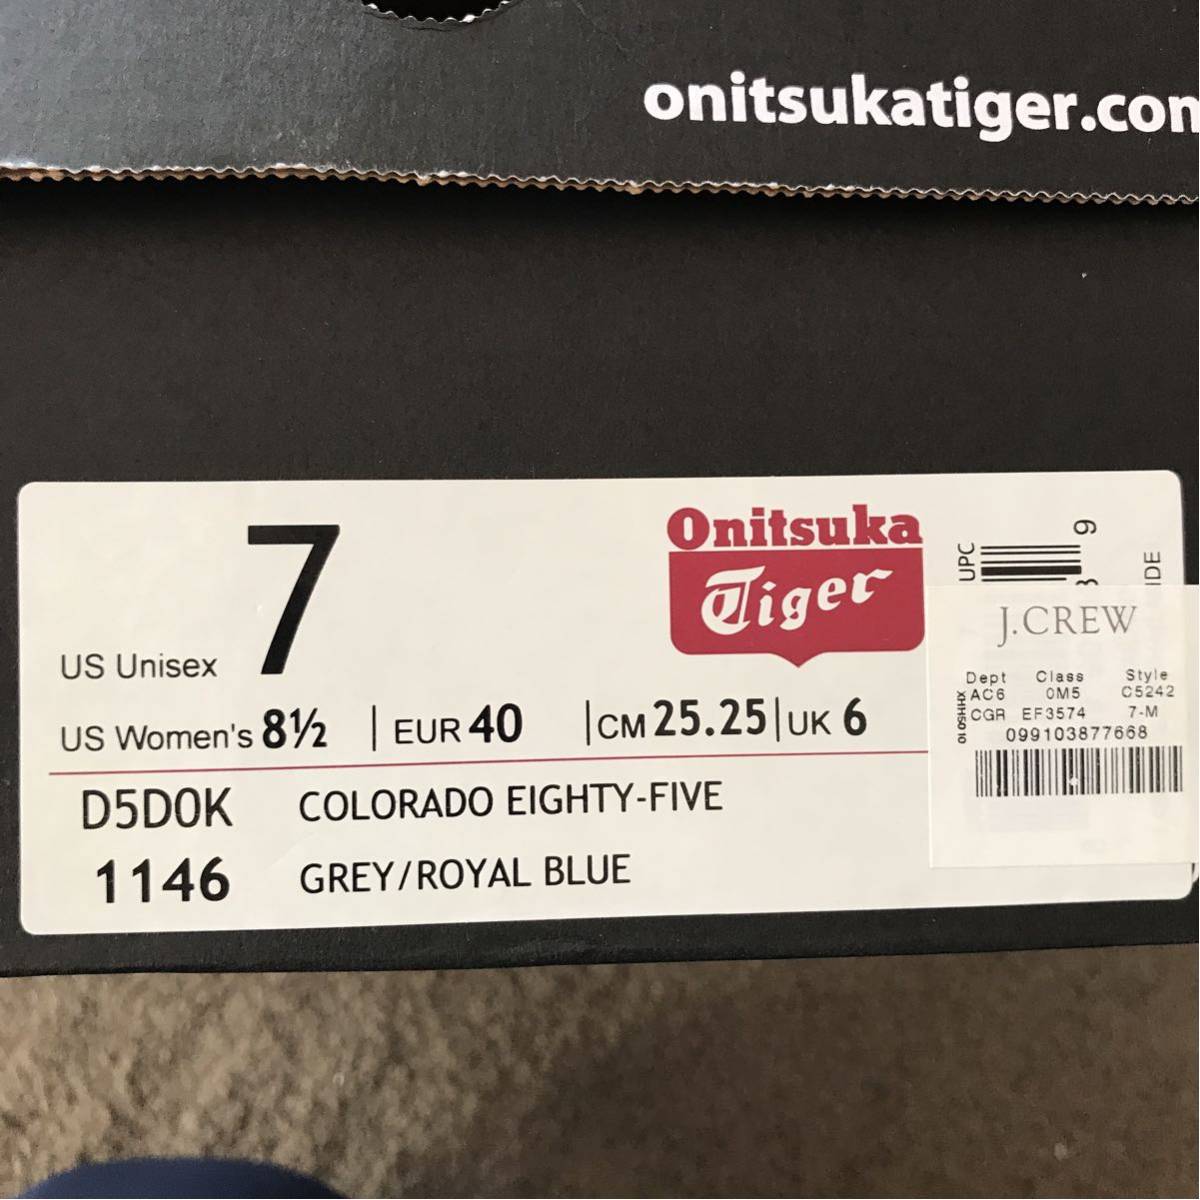 onitsukatiger.com
7
US Unisex
US Women's 8½ | EUR 40 | CM 25.25 | UK 6
D5D0K COLORADO EIGHTY-FIVE
1146 GREY/ROYAL BLUE
Onitsuka
Tiger
UPC
9
J.CREW
Dept Class Style
AC6 0M5 C5242
CGR EF3574 7-M
099103877668